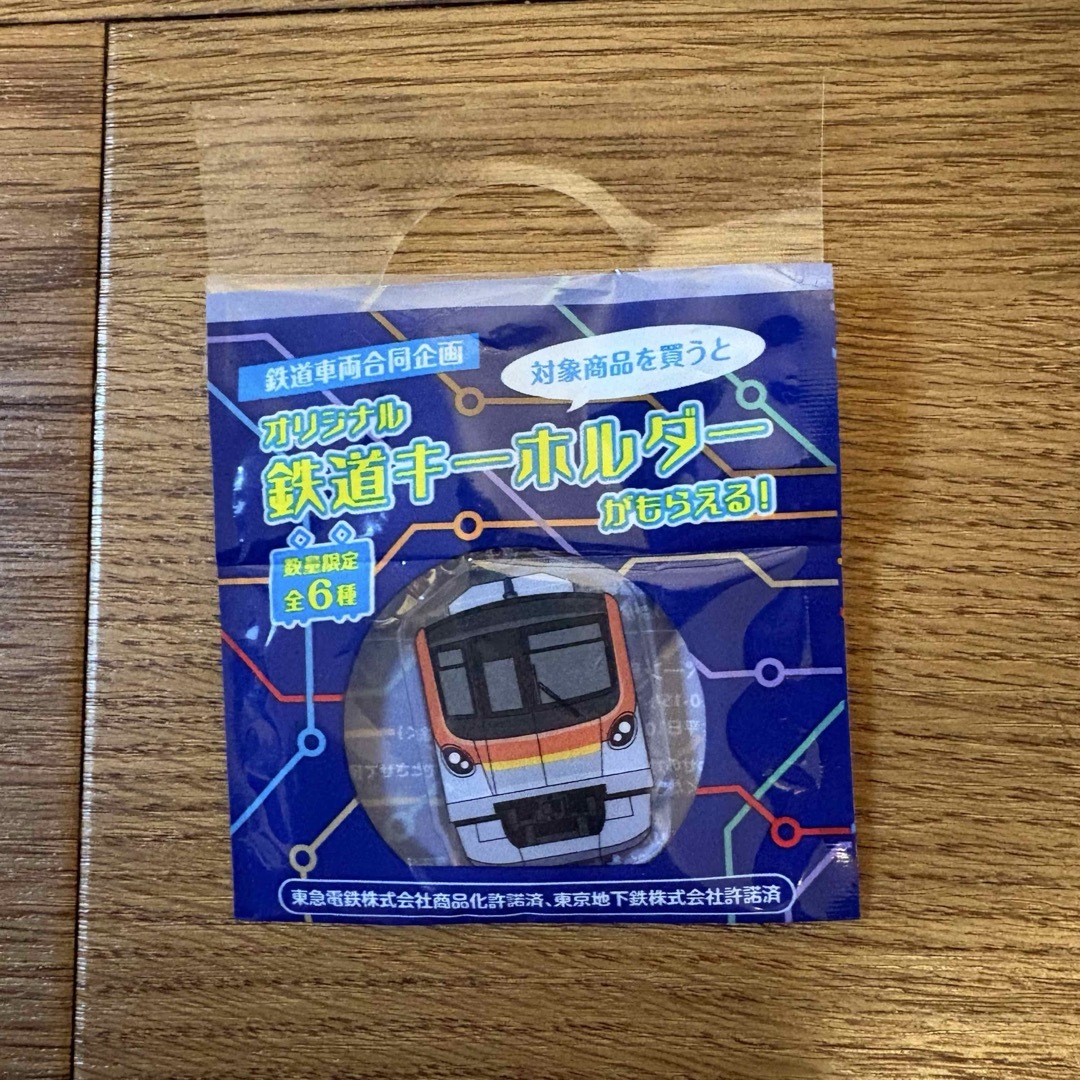 鉄道車両合同企画
対象商品を買うと
オリジナル
鉄道キーホルダー
がもらえる!
数量限定
全6種
東急電鉄株式会社商品化許諾済、東京地下鉄株式会社許諾済